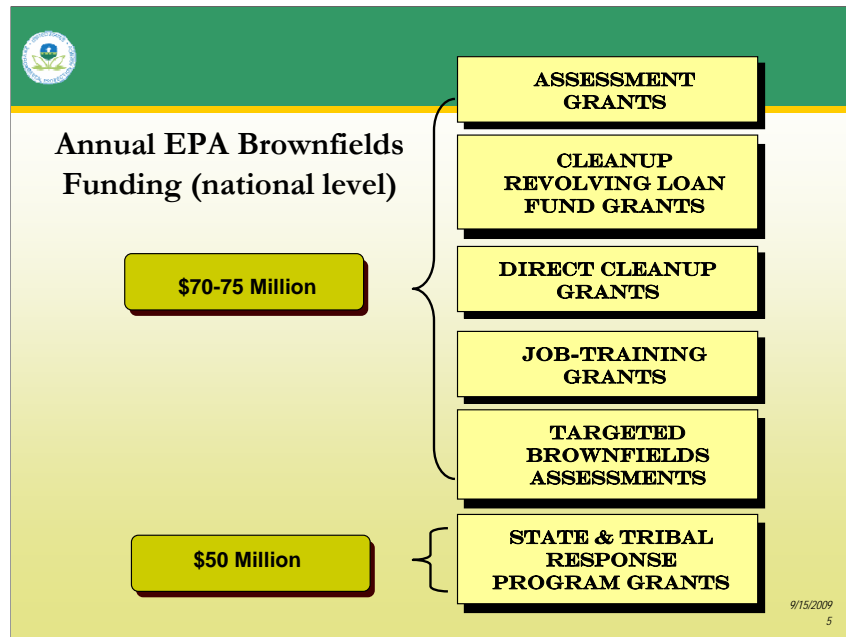 Annual EPA Brownfields
Funding (national level)
$70-75 Million
ASSESSMENT
GRANTS
CLEANUP
REVOLVING LOAN
FUND GRANTS
DIRECT CLEANUP
GRANTS
JOB-TRAINING
GRANTS
TARGETED
BROWNFIELDS
ASSESSMENTS
$50 Million
STATE & TRIBAL
RESPONSE
PROGRAM GRANTS
9/15/2009
5